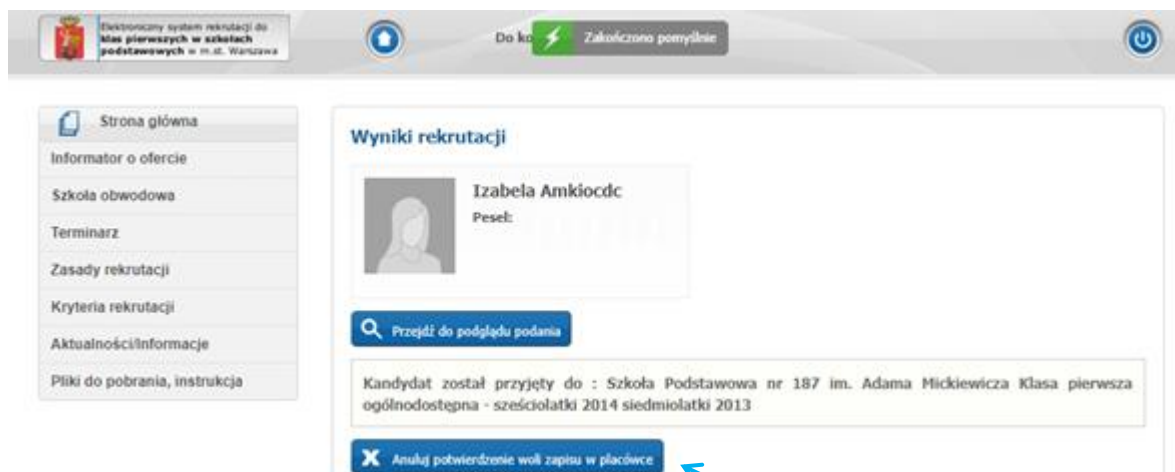 Elektroniczny system rekrutacji do
klas pierwszych w szkołach
podstawowych w m.st. Warszawa
Do ko
Zakończono pomyślnie
Strona główna
Informator o ofercie
Szkoła obwodowa
Terminarz
Zasady rekrutacji
Kryteria rekrutacji
Aktualności/Informacje
Pliki do pobrania, instrukcja
Wyniki rekrutacji
Izabela Amkiocdc
Pesel:
Przejdź do podglądu podania
Kandydat został przyjęty do : Szkoła Podstawowa nr 187 im. Adama Mickiewicza Klasa pierwsza
ogólnodostępna - sześciolatki 2014 siedmiolatki 2013
Anuluj potwierdzenie woli zapisu w placówce